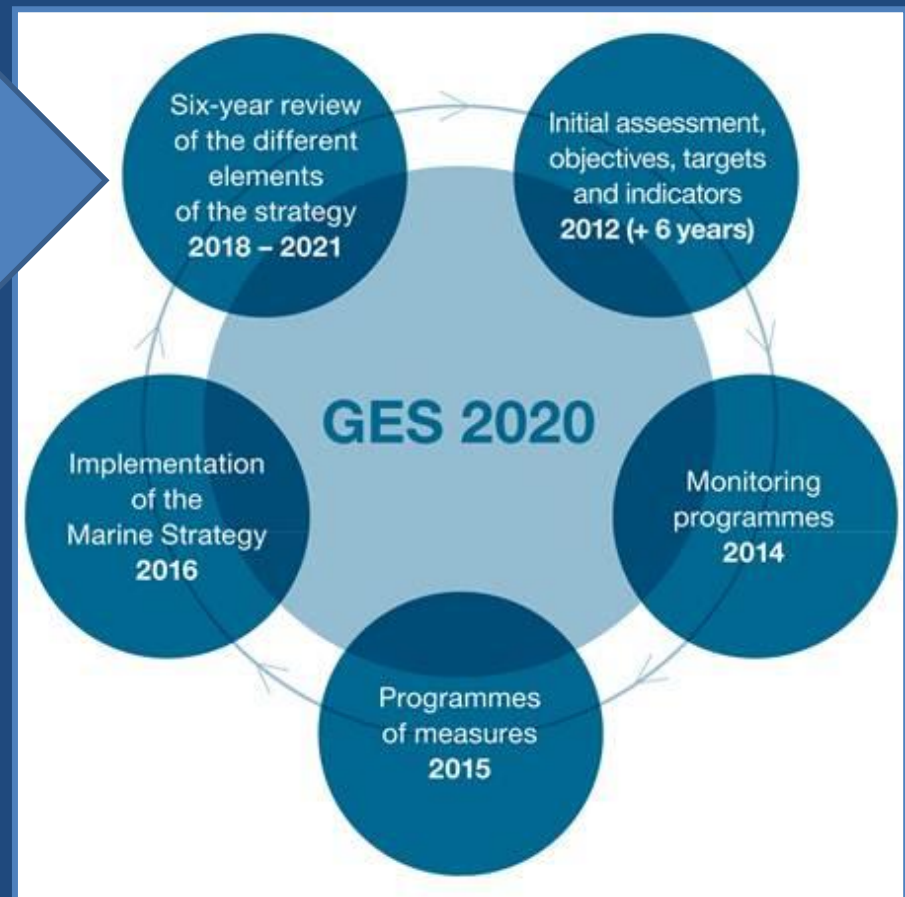 Six-year review
of the different
elements
of the strategy
2018 – 2021
Initial assessment,
objectives, targets
and indicators
2012 (+ 6 years)
GES 2020
Implementation
of the
Marine Strategy
2016
Monitoring
programmes
2014
Programmes
of measures
2015